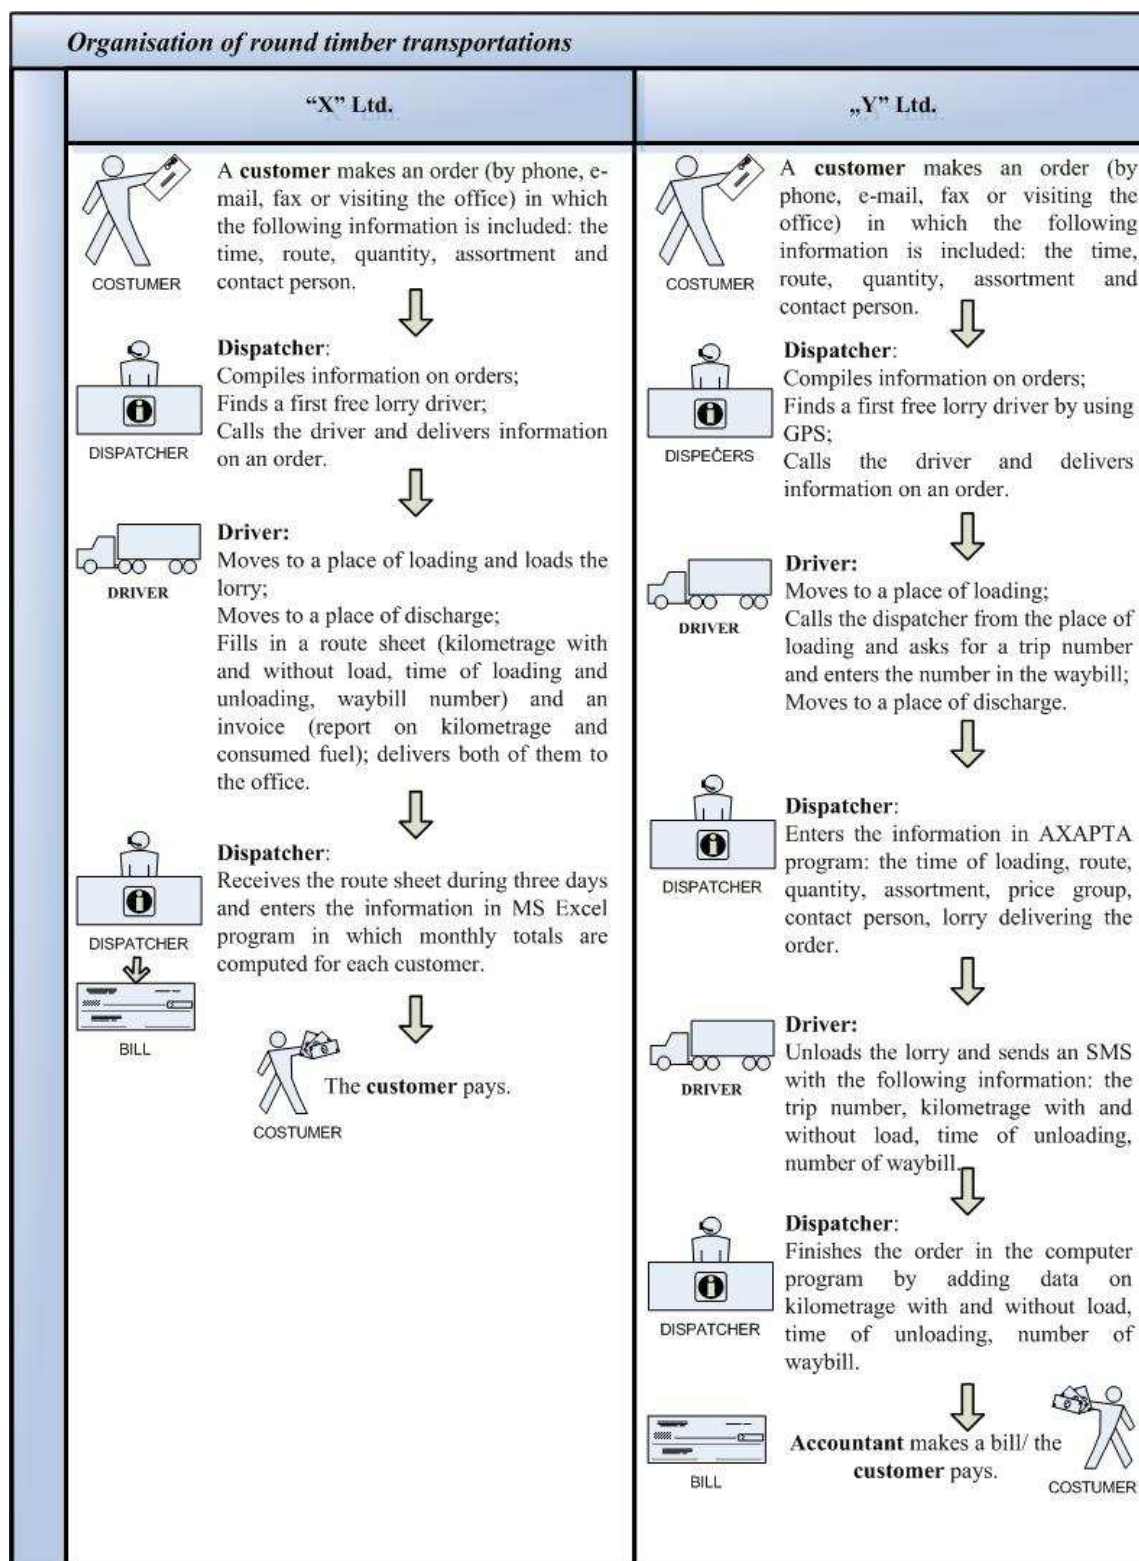 Organisation of round timber transportations
“X” Ltd.
A customer makes an order (by phone, e-
mail, fax or visiting the office) in which
the following information is included: the
time, route, quantity, assortment and
contact person.
COSTUMER
Dispatcher:
Compiles information on orders;
Finds a first free lorry driver;
Calls the driver and delivers information
on an order.
DISPATCHER
Driver:
Moves to a place of loading and loads the
lorry;
Moves to a place of discharge;
Fills in a route sheet (kilometrage with
and without load, time of loading and
unloading, waybill number) and an
invoice (report on kilometrage and
consumed fuel); delivers both of them to
the office.
DRIVER
Dispatcher:
Receives the route sheet during three days
and enters the information in MS Excel
program in which monthly totals are
computed for each customer.
DISPATCHER
BILL
The customer pays.
COSTUMER
„Y” Ltd.
A customer makes an order (by
phone, e-mail, fax or visiting the
office) in which the following
information is included: the time,
route, quantity, assortment and
contact person.
COSTUMER
Dispatcher:
Compiles information on orders;
Finds a first free lorry driver by using
GPS;
Calls the driver and delivers
information on an order.
DISPEČERS
Driver:
Moves to a place of loading;
Calls the dispatcher from the place of
loading and asks for a trip number
and enters the number in the waybill;
Moves to a place of discharge.
DRIVER
Dispatcher:
Enters the information in AXAPTA
program: the time of loading, route,
quantity, assortment, price group,
contact person, lorry delivering the
order.
DISPATCHER
Driver:
Unloads the lorry and sends an SMS
with the following information: the
trip number, kilometrage with and
without load, time of unloading,
number of waybill.
DRIVER
Dispatcher:
Finishes the order in the computer
program by adding data on
kilometrage with and without load,
time of unloading, number of
waybill.
DISPATCHER
Accountant makes a bill/ the
customer pays.
BILL
COSTUMER